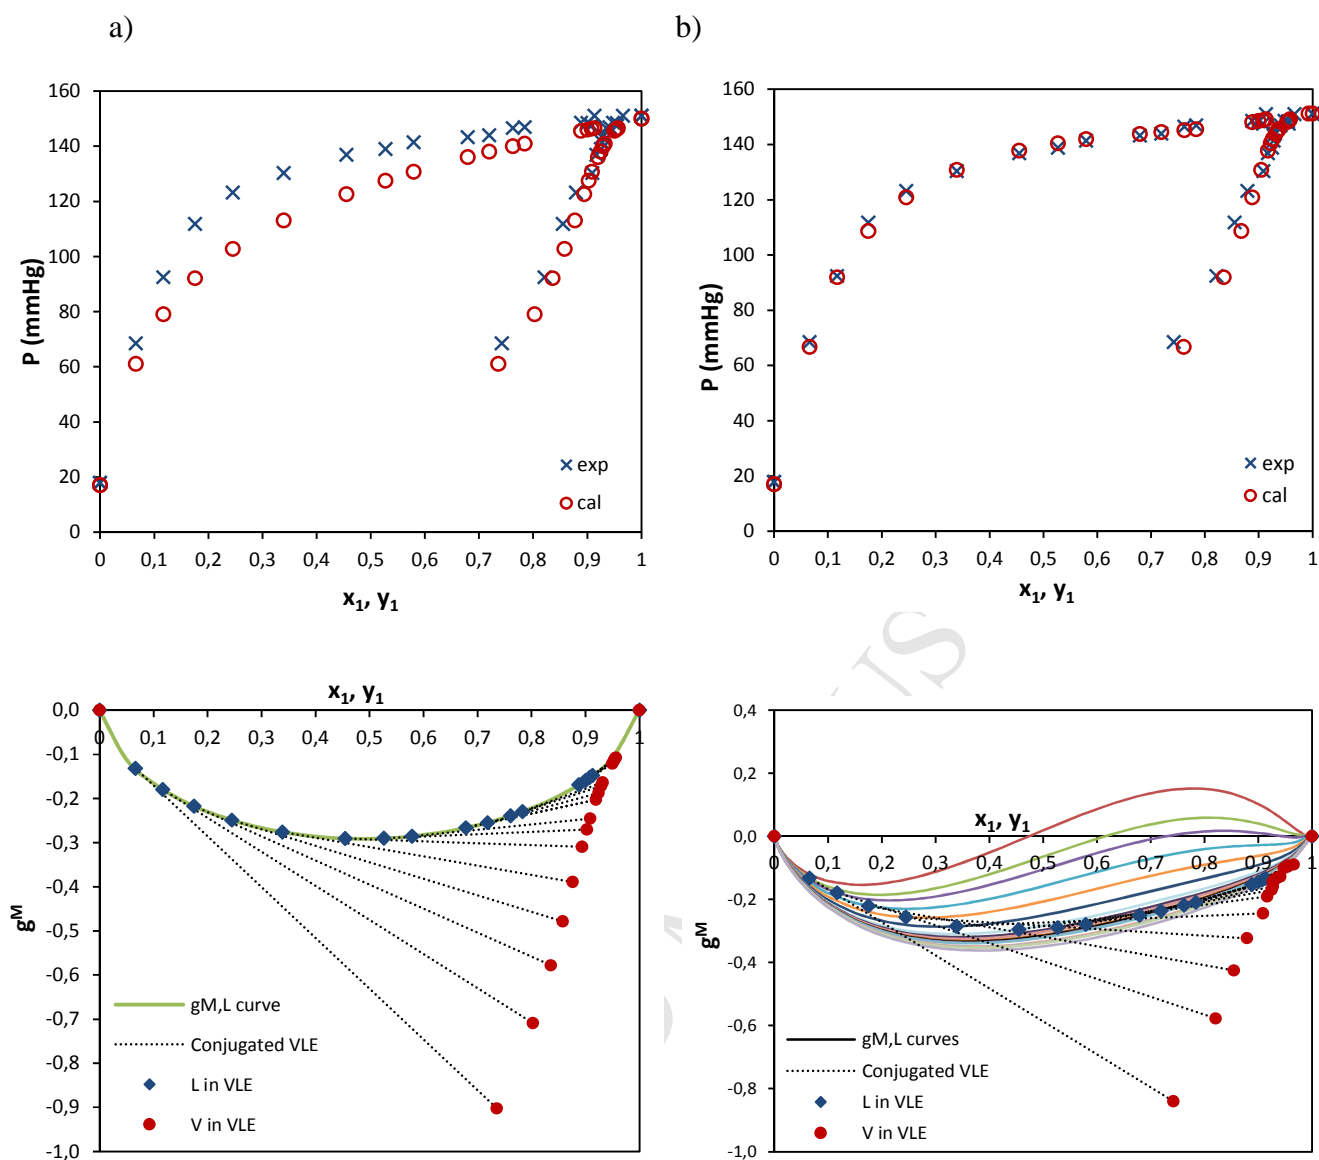 a)
b)
160
140
120
100
80
60
40
20
0
P (mmHg)
exp
cal
0 0,1 0,2 0,3 0,4 0,5 0,6 0,7 0,8 0,9 1
x1, y1
160
140
120
100
80
60
40
20
0
P (mmHg)
exp
cal
0 0,1 0,2 0,3 0,4 0,5 0,6 0,7 0,8 0,9 1
x1, y1
x1, y1
0,0
0 0,1 0,2 0,3 0,4 0,5 0,6 0,7 0,8 0,9 1
-0,1
-0,2
-0,3
-0,4
-0,5
-0,6
-0,7
-0,8
-0,9
-1,0
gM
gM,L curve
Conjugated VLE
L in VLE
V in VLE
0,4
0,2
0,0
-0,2
-0,4
-0,6
-0,8
-1,0
gM
x1, y1
0 0,1 0,2 0,3 0,4 0,5 0,6 0,7 0,8 0,9 1
gM,L curves
Conjugated VLE
L in VLE
V in VLE